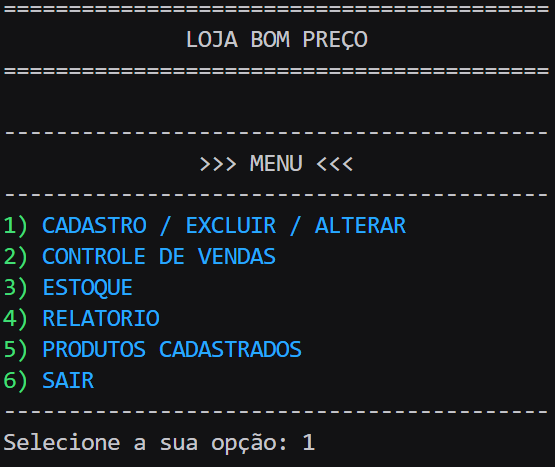 ==========================================
LOJA BOM PREÇO
==========================================
------------------------------------------
>>> MENU <<<
------------------------------------------
1) CADASTRO / EXCLUIR / ALTERAR
2) CONTROLE DE VENDAS
3) ESTOQUE
4) RELATORIO
5) PRODUTOS CADASTRADOS
6) SAIR
------------------------------------------
Selecione a sua opção: 1